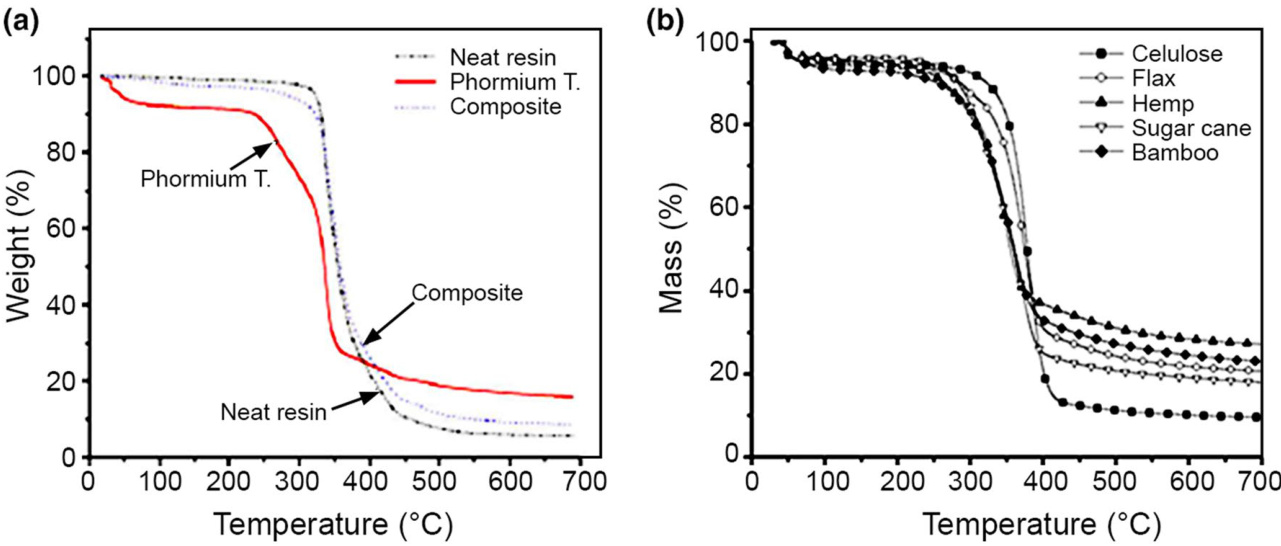 (a)
Neat resin
Phormium T.
Composite
100
80
60
40
20
0
Phormium T.
Composite
Neat resin
Weight (%)
0 100 200 300 400 500 600 700
Temperature (°C)
(b)
Celulose
Flax
Hemp
Sugar cane
Bamboo
100
80
60
40
20
0
Mass (%)
0 100 200 300 400 500 600 700
Temperature (°C)